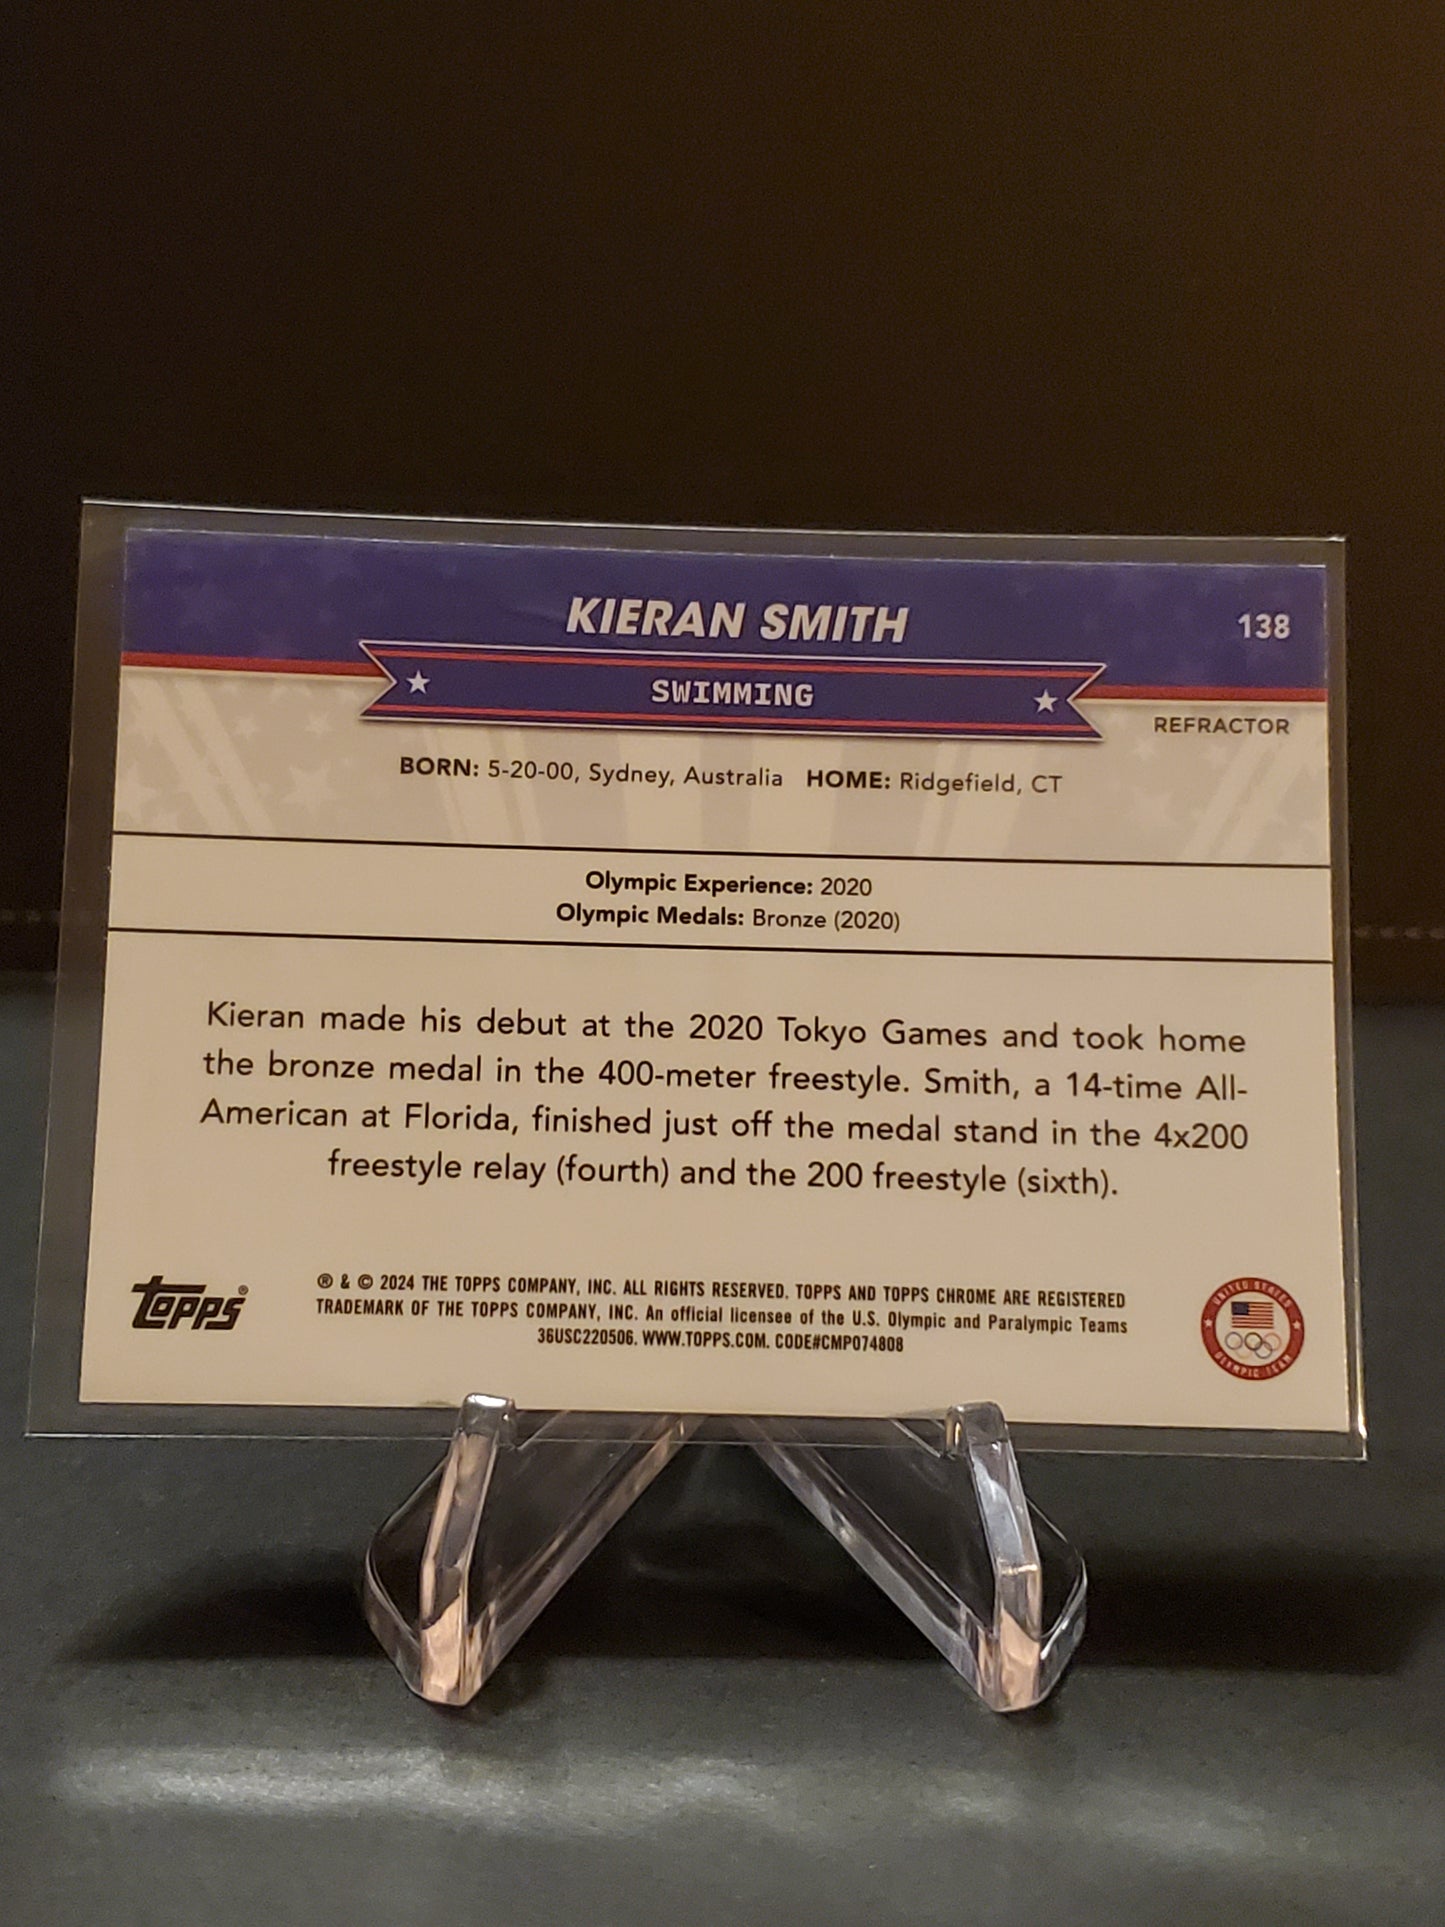 KIERAN SMITH
138
SWIMMING
REFRACTOR
BORN: 5-20-00, Sydney, Australia HOME: Ridgefield, CT
Olympic Experience: 2020
Olympic Medals: Bronze (2020)
Kieran made his debut at the 2020 Tokyo Games and took home
the bronze medal in the 400-meter freestyle. Smith, a 14-time All-
American at Florida, finished just off the medal stand in the 4x200
freestyle relay (fourth) and the 200 freestyle (sixth).
topps®
® & © 2024 THE TOPPS COMPANY, INC. ALL RIGHTS RESERVED. TOPPS AND TOPPS CHROME ARE REGISTERED
TRADEMARK OF THE TOPPS COMPANY, INC. An official licensee of the U.S. Olympic and Paralympic Teams
36USC220506. WWW.TOPPS.COM. CODE#CMP074808
UNITED STATES
OLYMPIC TEAM